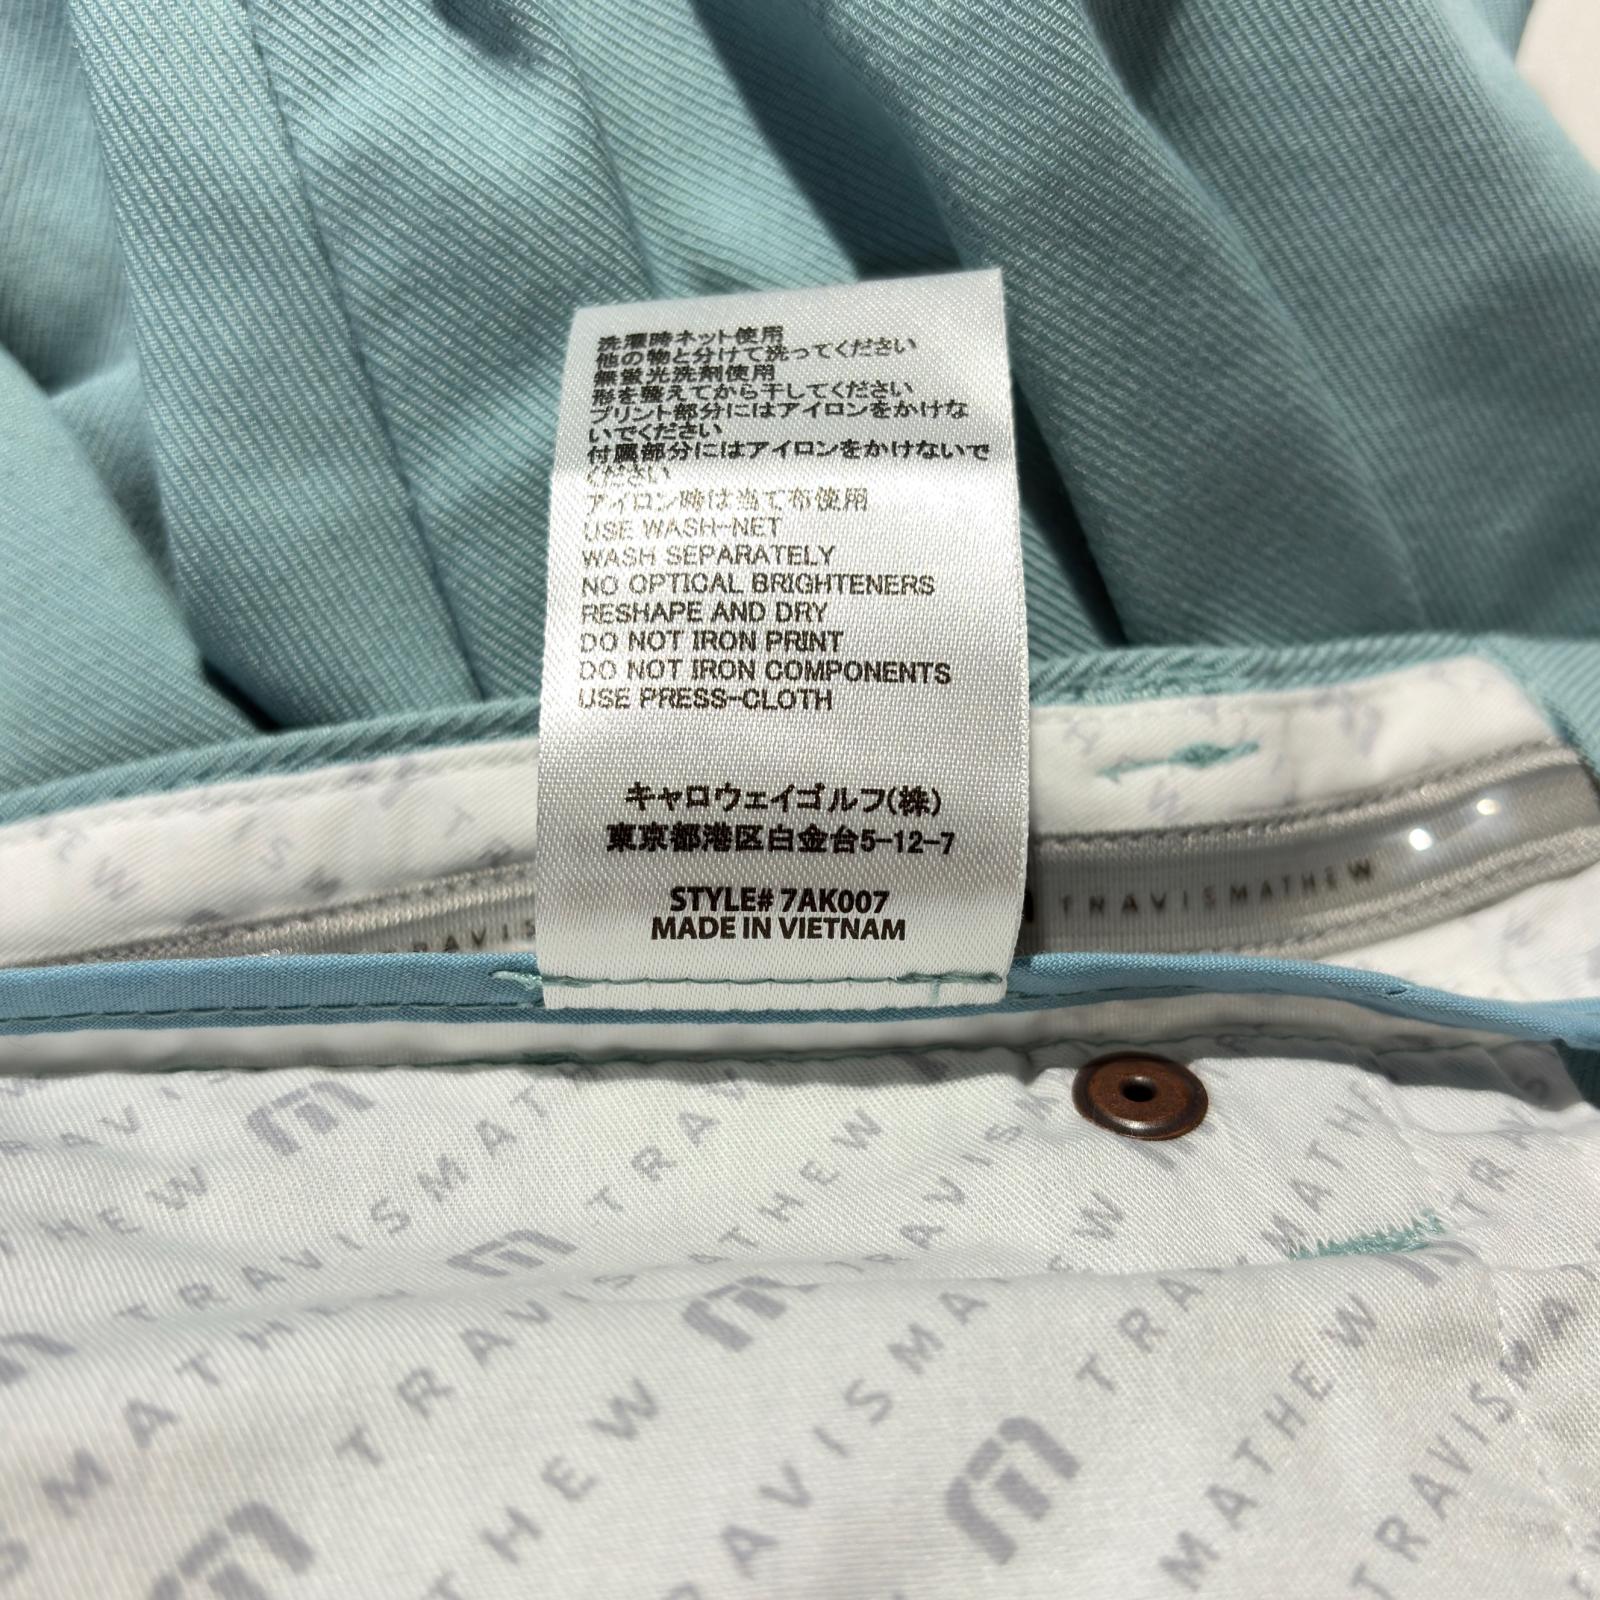 洗濯時ネット使用
他の物と分けて洗ってください
無蛍光洗剤使用
形を整えてから干してください
プリント部分にはアイロンをかけな
いでください
付属部分にはアイロンをかけないで
ください
アイロン時は当て布使用
USE WASH-NET
WASH SEPARATELY
NO OPTICAL BRIGHTENERS
RESHAPE AND DRY
DO NOT IRON PRINT
DO NOT IRON COMPONENTS
USE PRESS-CLOTH
キャロウェイゴルフ(株)
東京都港区白金台5-12-7
STYLE# 7AK007
MADE IN VIETNAM
TRAVISMATHEW
TRAVISMATHEW
TRAVISMATHEW
TRAVISMATHEW